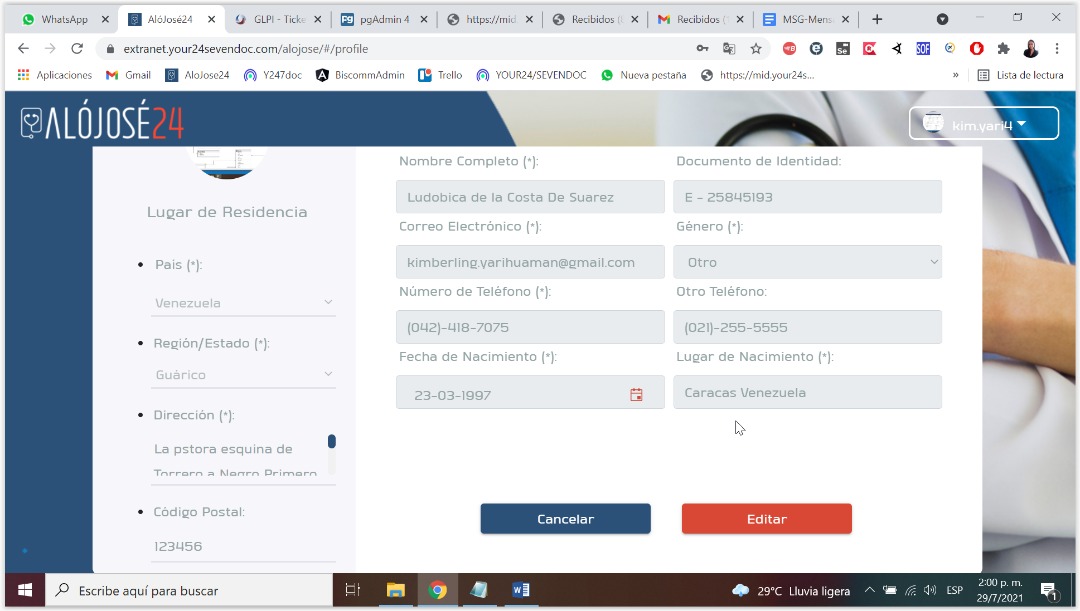 WhatsApp
AlóJose24
GLPI - Ticke
pgAdmin 4
https://mid.
Recibidos (
Recibidos (
MSG-Mens
extranet.your24sevendoc.com/alojose/#/profile
Aplicaciones
Gmail
AloJose24
Y247doc
BiscommAdmin
Trello
YOUR24/SEVENDOC
Nueva pestaña
https://mid.your24s...
»
Lista de lectura
ALÓJOSÉ24
kim.yari4
Lugar de Residencia
País (*):
Venezuela
Región/Estado (*):
Guárico
Dirección (*):
La pstora esquina de
Torrero a Negro Primero
Código Postal:
123456
Nombre Completo (*):
Documento de Identidad:
Ludobica de la Costa De Suarez
E - 25845193
Correo Electrónico (*):
Género (*):
kimberling.yarihuaman@gmail.com
Otro
Número de Teléfono (*):
Otro Teléfono:
(042)-418-7075
(021)-255-5555
Fecha de Nacimiento (*):
Lugar de Nacimiento (*):
23-03-1997
Caracas Venezuela
Cancelar
Editar
Escribe aquí para buscar
29°C Lluvia ligera
ESP
2:00 p. m.
29/7/2021
1